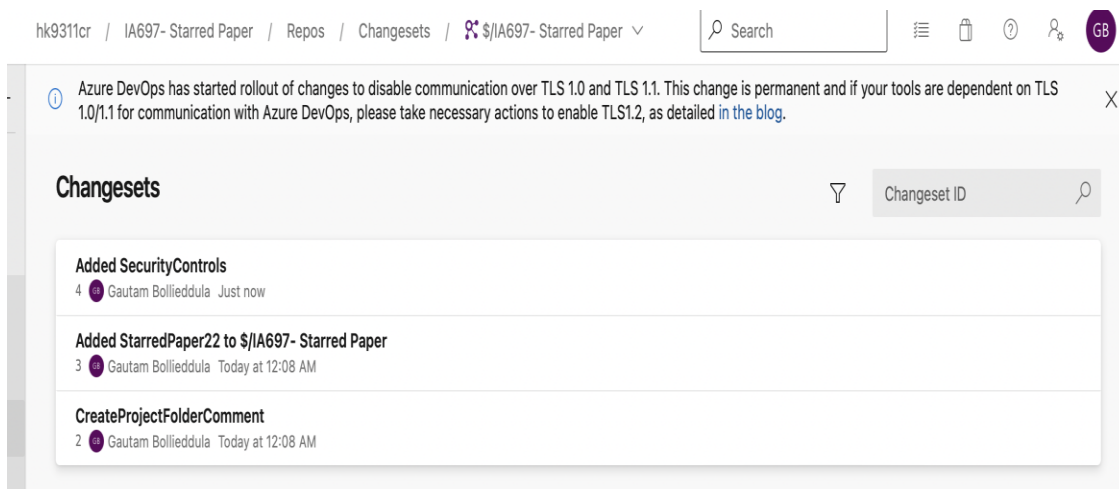 hk9311cr / IA697- Starred Paper / Repos / Changesets / $/IA697- Starred Paper Search GB
Azure DevOps has started rollout of changes to disable communication over TLS 1.0 and TLS 1.1. This change is permanent and if your tools are dependent on TLS
1.0/1.1 for communication with Azure DevOps, please take necessary actions to enable TLS1.2, as detailed in the blog.
Changesets
Changeset ID
Added SecurityControls
4 GB Gautam Bollieddula Just now
Added StarredPaper22 to $/IA697- Starred Paper
3 GB Gautam Bollieddula Today at 12:08 AM
CreateProjectFolderComment
2 GB Gautam Bollieddula Today at 12:08 AM